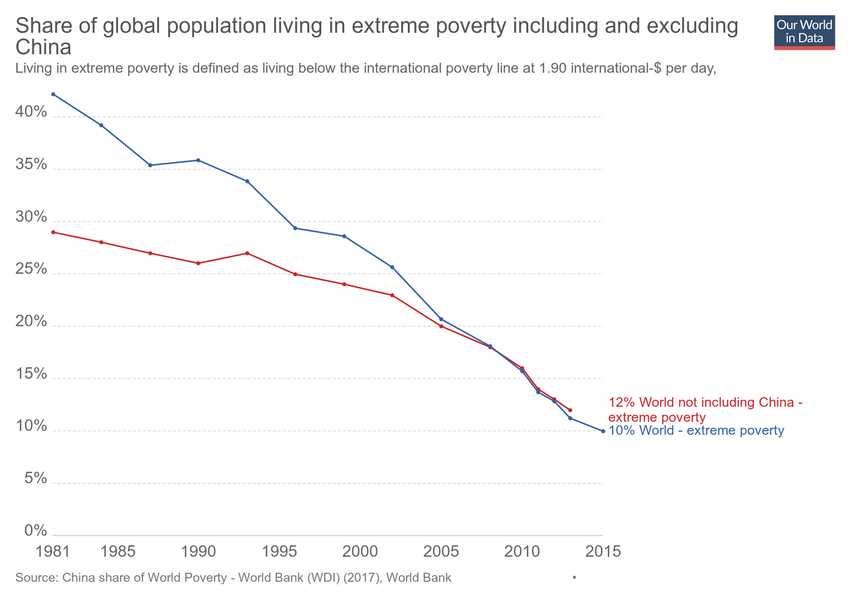 Share of global population living in extreme poverty including and excluding
China
Our World
in Data
Living in extreme poverty is defined as living below the international poverty line at 1.90 international-$ per day,
40%
35%
30%
25%
20%
15%
10%
5%
0%
12% World not including China -
extreme poverty
10% World - extreme poverty
1981 1985 1990 1995 2000 2005 2010 2015
Source: China share of World Poverty - World Bank (WDI) (2017), World Bank •